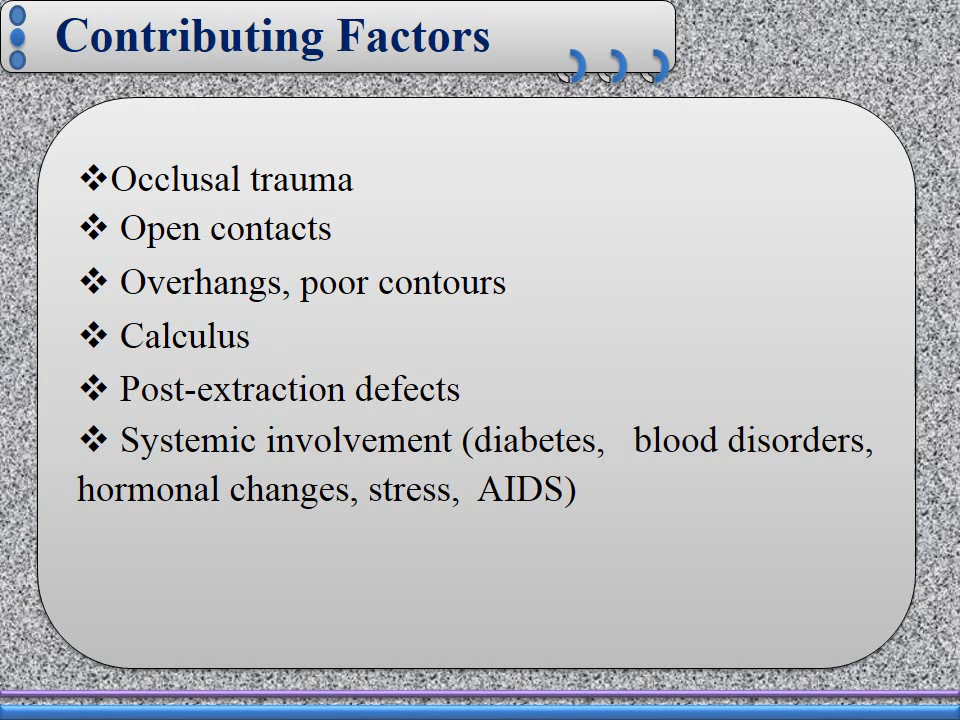 Contributing Factors
❖Occlusal trauma
❖ Open contacts
❖ Overhangs, poor contours
❖ Calculus
❖ Post-extraction defects
❖ Systemic involvement (diabetes,   blood disorders,
hormonal changes, stress,  AIDS)